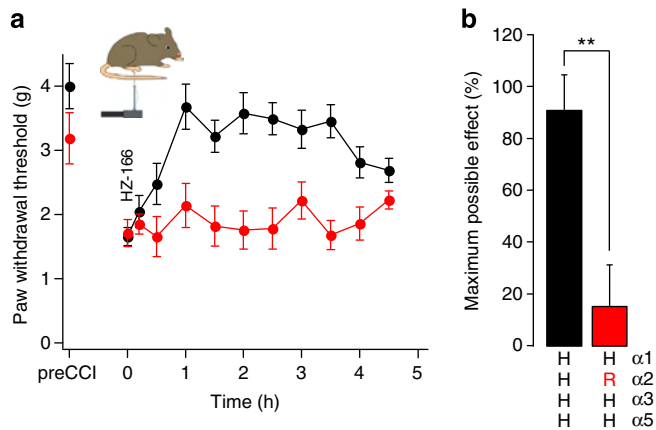 a
Paw withdrawal threshold (g)
4
3
2
1
0
HZ-166
preCCI
0
1
2
3
4
5
Time (h)
b
Maximum possible effect (%)
120
100
80
60
40
20
0
**
H H α1
H R α2
H H α3
H H α5